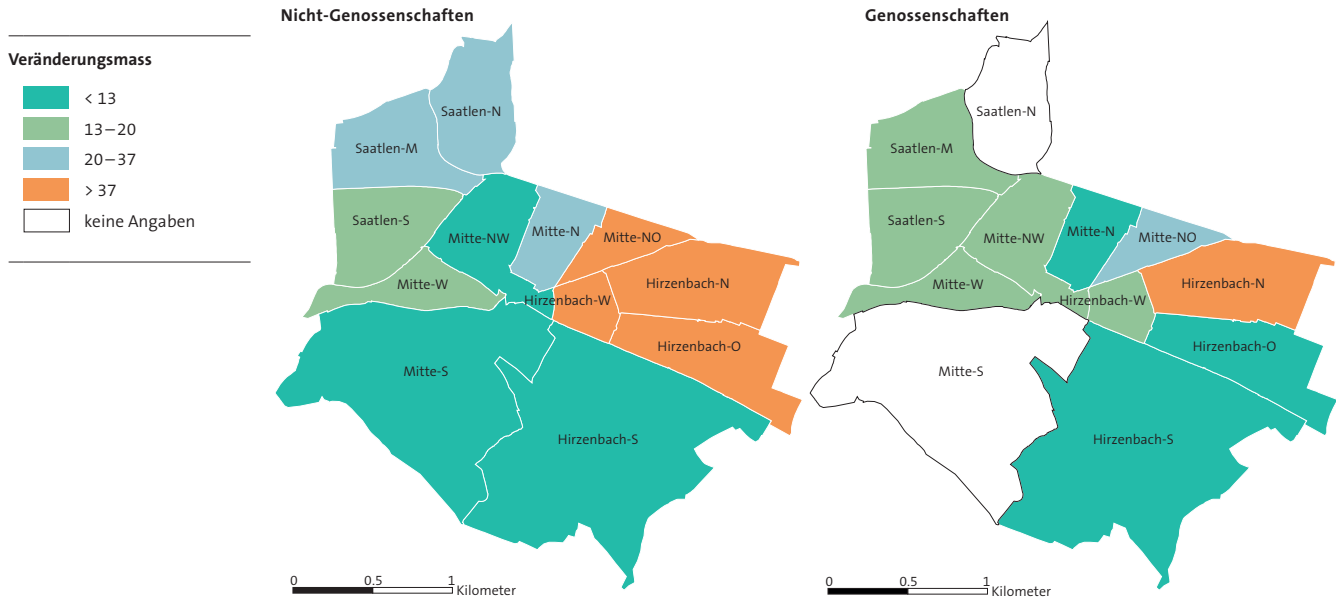 Veränderungsmass
< 13
13–20
20–37
> 37
keine Angaben
Nicht-Genossenschaften
Saatlen-N
Saatlen-M
Saatlen-S
Mitte-NW
Mitte-N
Mitte-NO
Mitte-W
Hirzenbach-W
Hirzenbach-N
Hirzenbach-O
Mitte-S
Hirzenbach-S
0 0.5 1
Kilometer
Genossenschaften
Saatlen-N
Saatlen-M
Saatlen-S
Mitte-NW
Mitte-N
Mitte-NO
Mitte-W
Hirzenbach-W
Hirzenbach-N
Hirzenbach-O
Mitte-S
Hirzenbach-S
0 0.5 1
Kilometer